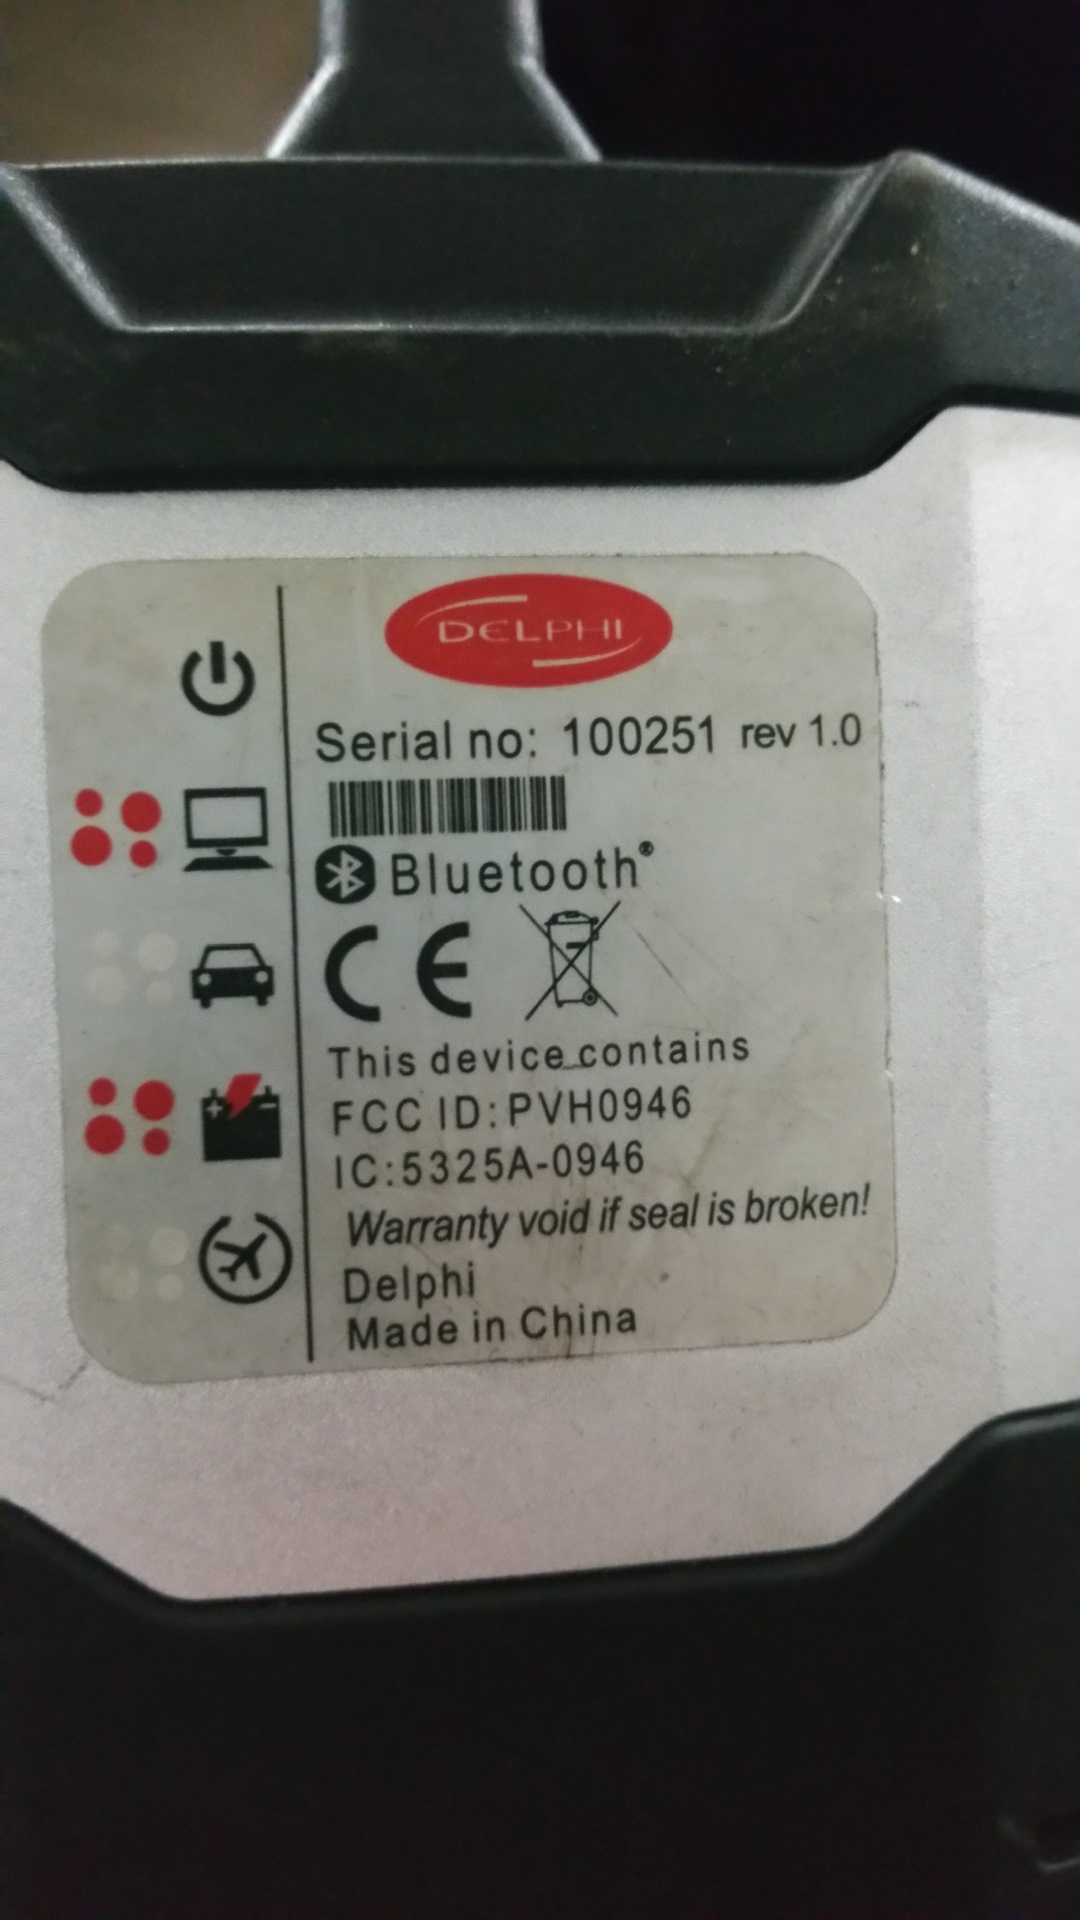 DELPHI
Serial no: 100251 rev 1.0
Bluetooth®
CE
This device contains
FCC ID: PVH0946
IC:5325A-0946
Warranty void if seal is broken!
Delphi
Made in China